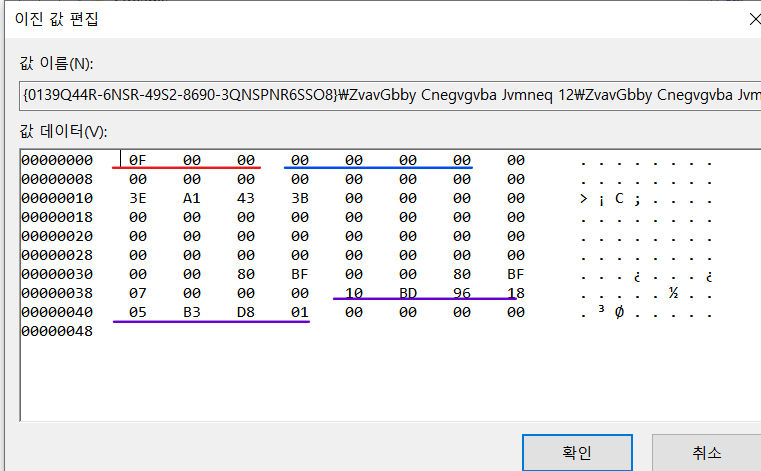 이진 값 편집
값 이름(N):
{0139Q44R-6NSR-49S2-8690-3QNSPNR6SSO8}\ZvavGbby Cnegvgvba Jvmneq 12\ZvavGbby Cnegvgvba Jvm
값 데이터(V):
00000000 0F 00 00 00 00 00 00 00 . . . . . . . .
00000008 00 00 00 00 00 00 00 00 . . . . . . . .
00000010 3E A1 43 3B 00 00 00 00 > ¡ C ; . . . .
00000018 00 00 00 00 00 00 00 00 . . . . . . . .
00000020 00 00 00 00 00 00 00 00 . . . . . . . .
00000028 00 00 00 00 00 00 00 00 . . . . . . . .
00000030 00 00 80 BF 00 00 80 BF . . . ¿ . . . ¿
00000038 07 00 00 00 10 BD 96 18 . . . . . ½ . .
00000040 05 B3 D8 01 00 00 00 00 . ³ Ø . . . . .
00000048
확인
취소